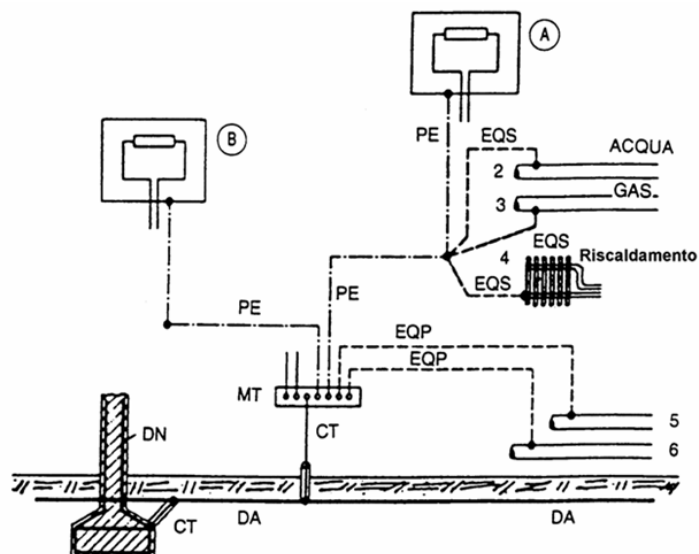 A
B
PE
EQS
ACQUA
2
GAS
3
EQS
4
Riscaldamento
EQS
PE
PE
EQP
EQP
MT
CT
5
DN
6
CT
DA
DA